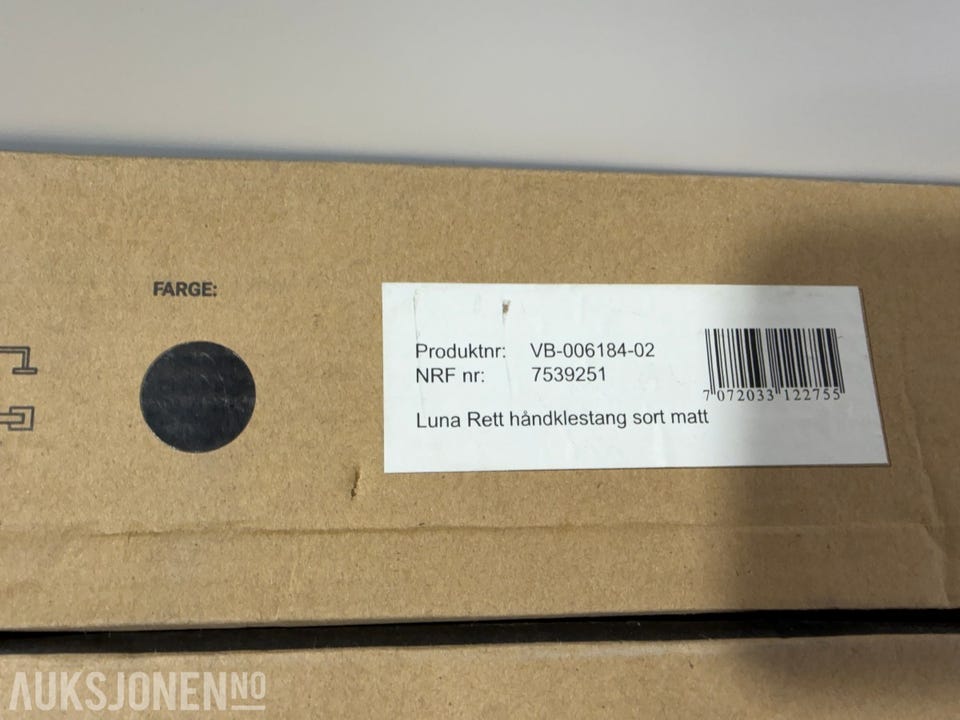 FARGE:
Produktnr: VB-006184-02
NRF nr: 7539251
7 072033 122755
Luna Rett håndklestang sort matt
AUKSJONEN NO